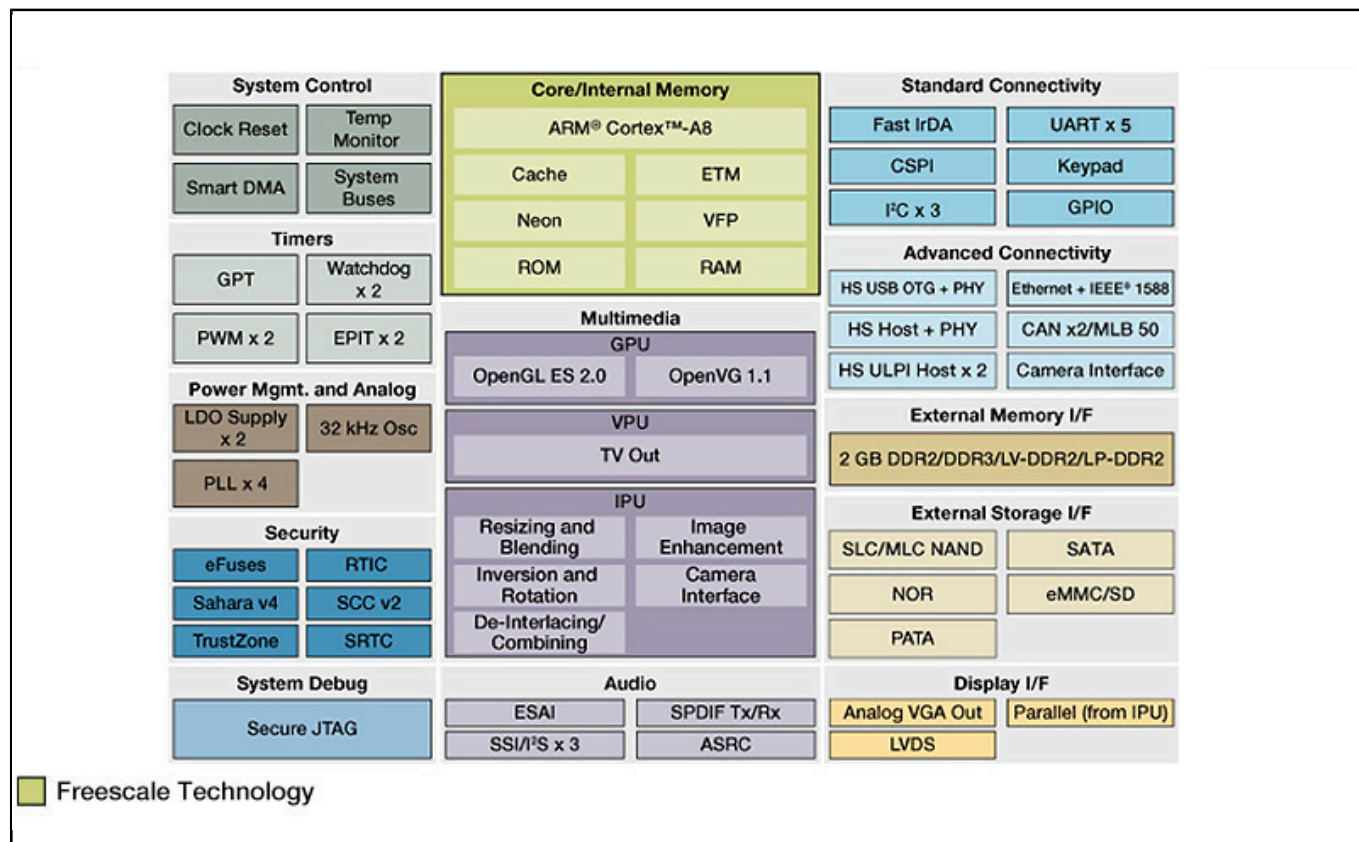 System Control
Clock Reset
Temp
Monitor
Smart DMA
System
Buses
Timers
GPT
Watchdog
x 2
PWM x 2
EPIT x 2
Power Mgmt. and Analog
LDO Supply
x 2
32 kHz Osc
PLL x 4
Security
eFuses
RTIC
Sahara v4
SCC v2
TrustZone
SRTC
System Debug
Secure JTAG
Core/Internal Memory
ARM® Cortex™-A8
Cache
ETM
Neon
VFP
ROM
RAM
Multimedia
GPU
OpenGL ES 2.0
OpenVG 1.1
VPU
TV Out
IPU
Resizing and
Blending
Image
Enhancement
Inversion and
Rotation
Camera
Interface
De-Interlacing/
Combining
Audio
ESAI
SPDIF Tx/Rx
SSI/I²S x 3
ASRC
Standard Connectivity
Fast IrDA
UART x 5
CSPI
Keypad
I²C x 3
GPIO
Advanced Connectivity
HS USB OTG + PHY
Ethernet + IEEE® 1588
HS Host + PHY
CAN x2/MLB 50
HS ULPI Host x 2
Camera Interface
External Memory I/F
2 GB DDR2/DDR3/LV-DDR2/LP-DDR2
External Storage I/F
SLC/MLC NAND
SATA
NOR
eMMC/SD
PATA
Display I/F
Analog VGA Out
Parallel (from IPU)
LVDS
Freescale Technology